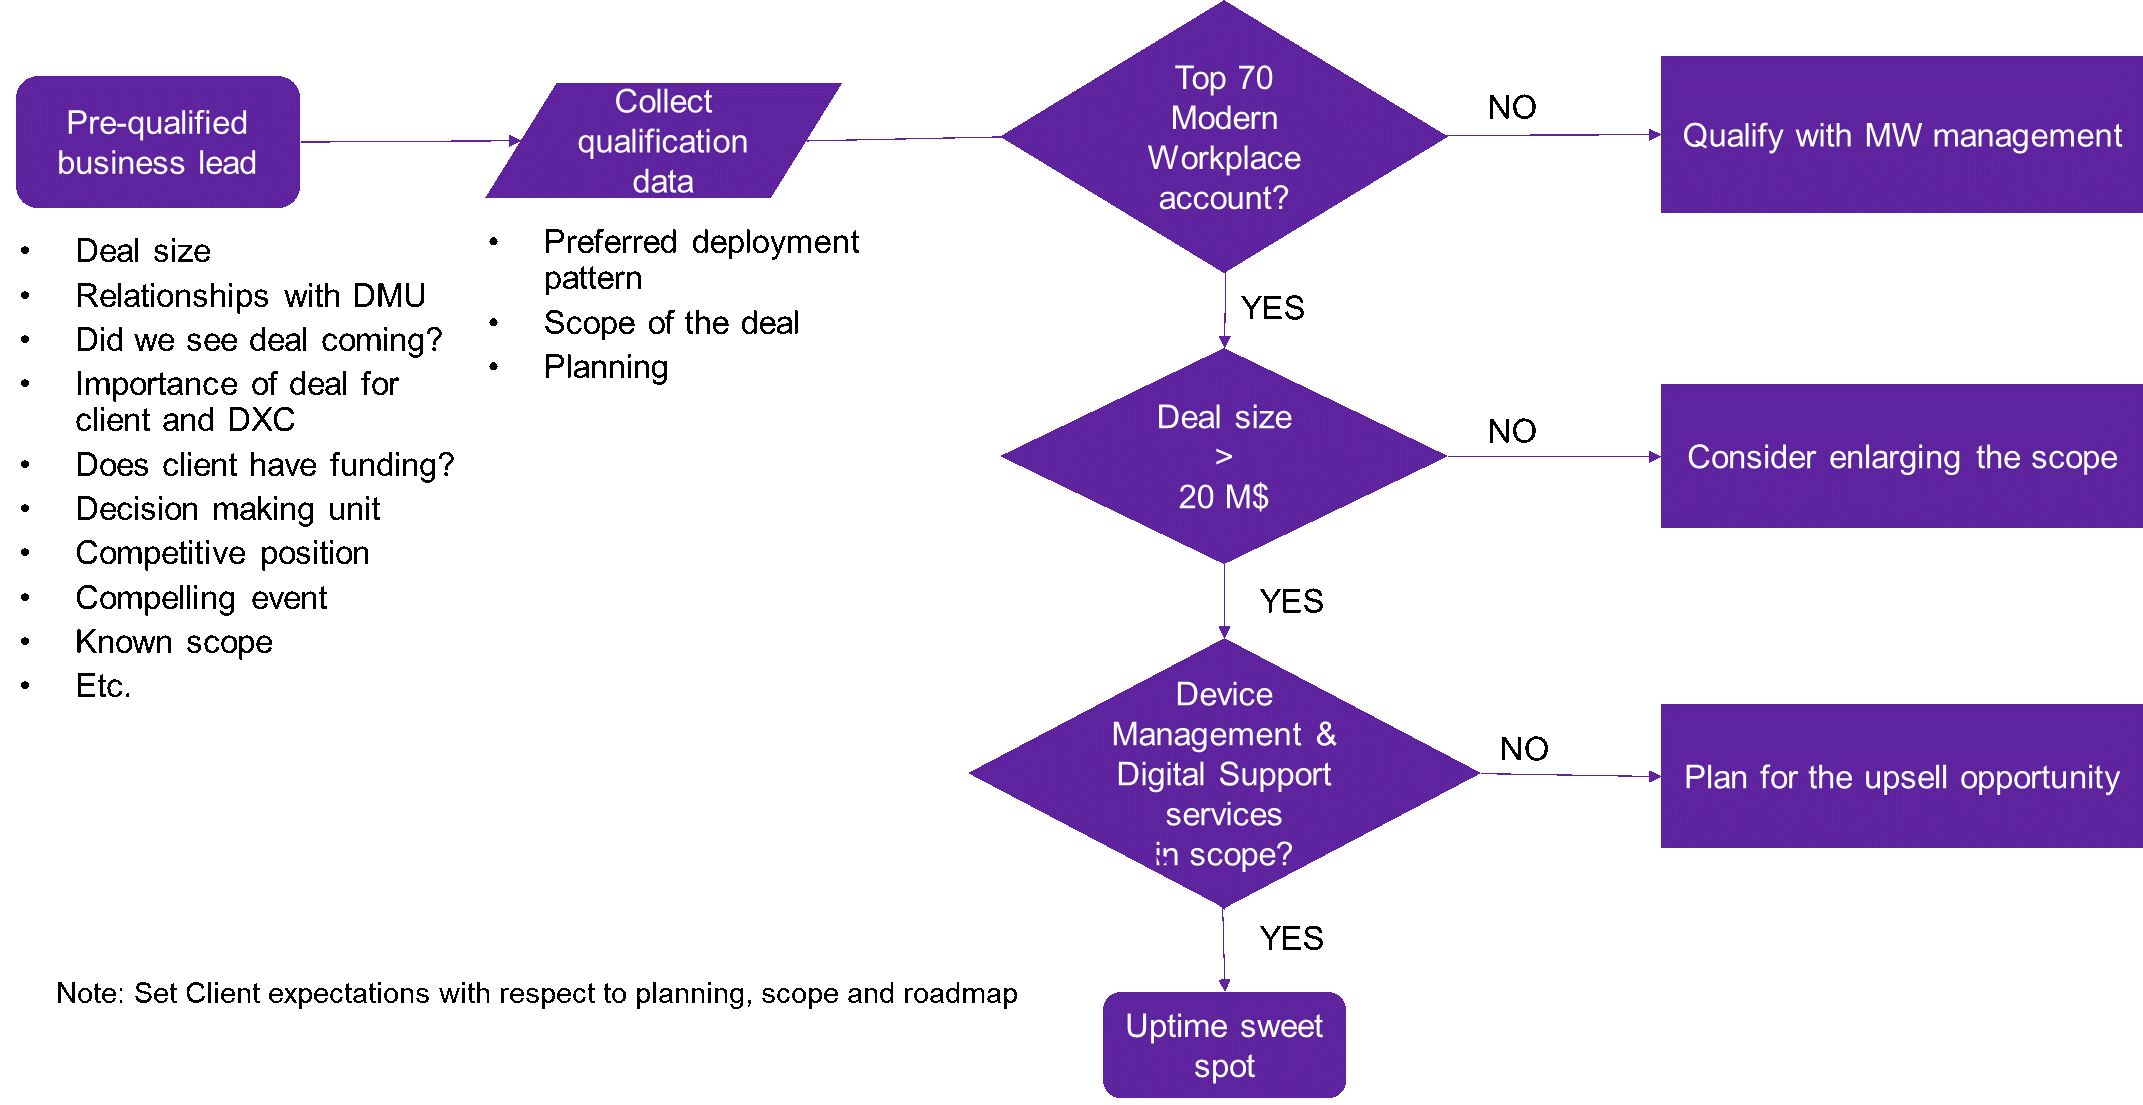 Pre-qualified
business lead
• Deal size
• Relationships with DMU
• Did we see deal coming?
• Importance of deal for
client and DXC
• Does client have funding?
• Decision making unit
• Competitive position
• Compelling event
• Known scope
• Etc.
Collect
qualification
data
• Preferred deployment
pattern
• Scope of the deal
• Planning
Top 70
Modern
Workplace
account?
NO
Qualify with MW management
YES
Deal size
>
20 M$
NO
Consider enlarging the scope
YES
Device
Management &
Digital Support
services
in scope?
NO
Plan for the upsell opportunity
YES
Uptime sweet
spot
Note: Set Client expectations with respect to planning, scope and roadmap